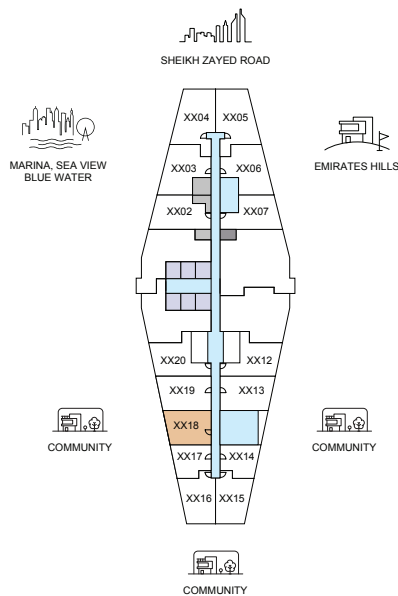 SHEIKH ZAYED ROAD
MARINA, SEA VIEW
BLUE WATER
EMIRATES HILLS
XX04 XX05
XX03 XX06
XX02 XX07
XX20 XX12
XX19 XX13
XX18
XX17 XX14
XX16 XX15
COMMUNITY
COMMUNITY
COMMUNITY